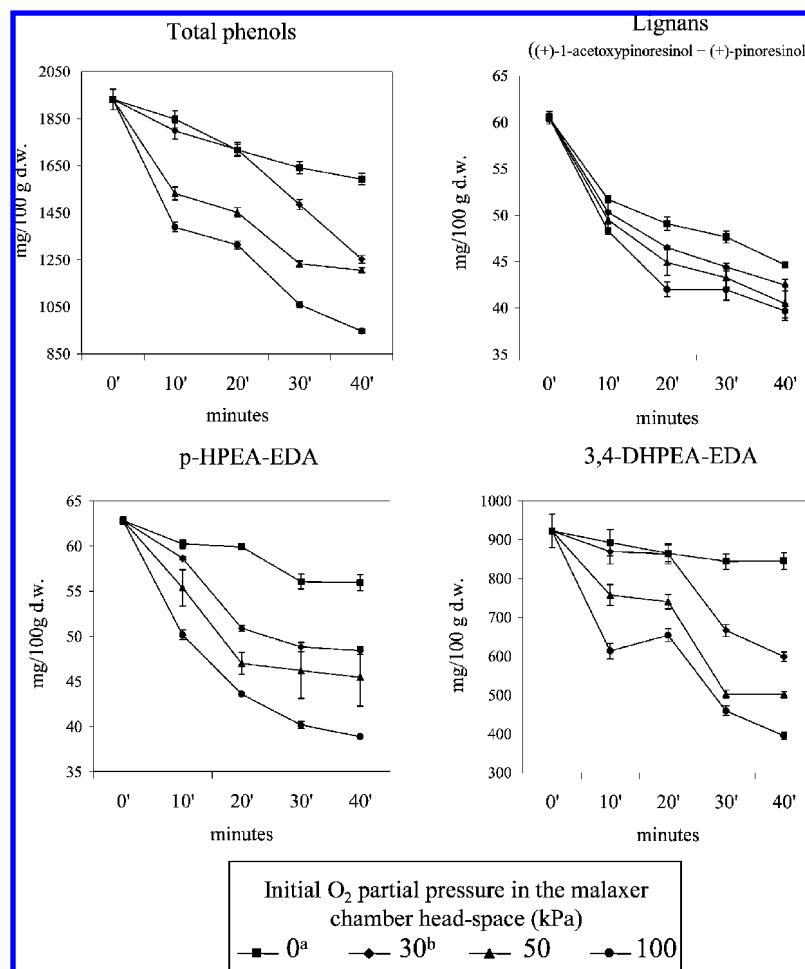 Total phenols
Lignans
((+)-1-acetoxypinoresinol – (+)-pinoresinol
2050
1850
1650
1450
1250
1050
850
mg/100 g d.w.
0' 10' 20' 30' 40'
minutes
65
60
55
50
45
40
35
mg/100 g d.w.
0' 10' 20' 30' 40'
minutes
p-HPEA-EDA
3,4-DHPEA-EDA
65
60
55
50
45
40
35
mg/100g d.w.
0' 10' 20' 30' 40'
minutes
1000
900
800
700
600
500
400
300
mg/100 g d.w.
0' 10' 20' 30' 40'
minutes
Initial O₂ partial pressure in the malaxer
chamber head-space (kPa)
0ᵃ 30ᵇ 50 100